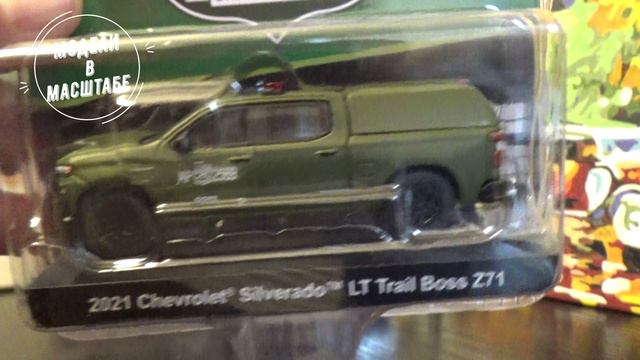 МОДЕЛИ
В
МАСШТАБЕ
2021 Chevrolet® Silverado™ LT Trail Boss Z71